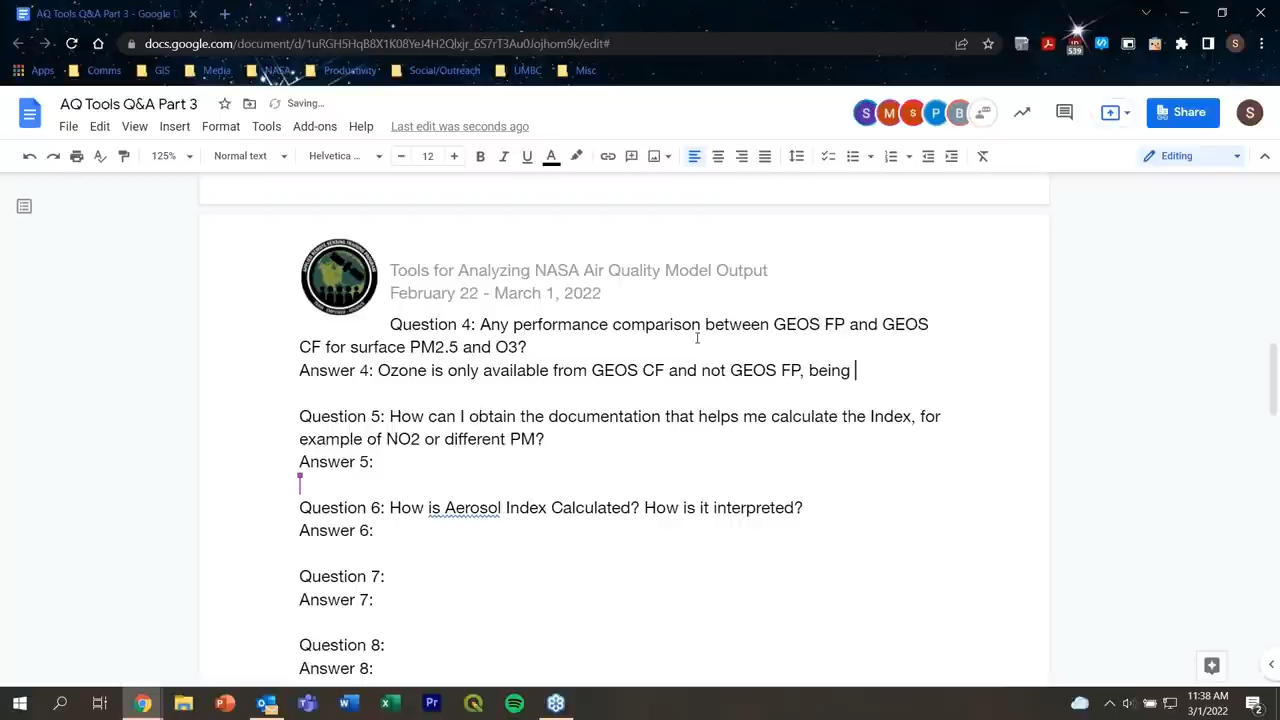 AQ Tools Q&A Part 3 - Google D
docs.google.com/document/d/1uRGH5HqB8X1K08YeJ4H2Qlxjr_6S7rT3Au0Jojhom9k/edit#
539
S
Apps Comms GIS Media NASA Productivity Social/Outreach UMBC Misc
AQ Tools Q&A Part 3 Saving...
S M s P B Share S
File Edit View Insert Format Tools Add-ons Help Last edit was seconds ago
125% Normal text Helvetica ... 12 B I U A Editing
Tools for Analyzing NASA Air Quality Model Output
February 22 - March 1, 2022
Question 4: Any performance comparison between GEOS FP and GEOS
CF for surface PM2.5 and O3?
Answer 4: Ozone is only available from GEOS CF and not GEOS FP, being
Question 5: How can I obtain the documentation that helps me calculate the Index, for
example of NO2 or different PM?
Answer 5:
Question 6: How is Aerosol Index Calculated? How is it interpreted?
Answer 6:
Question 7:
Answer 7:
Question 8:
Answer 8:
11:38 AM
3/1/2022
2